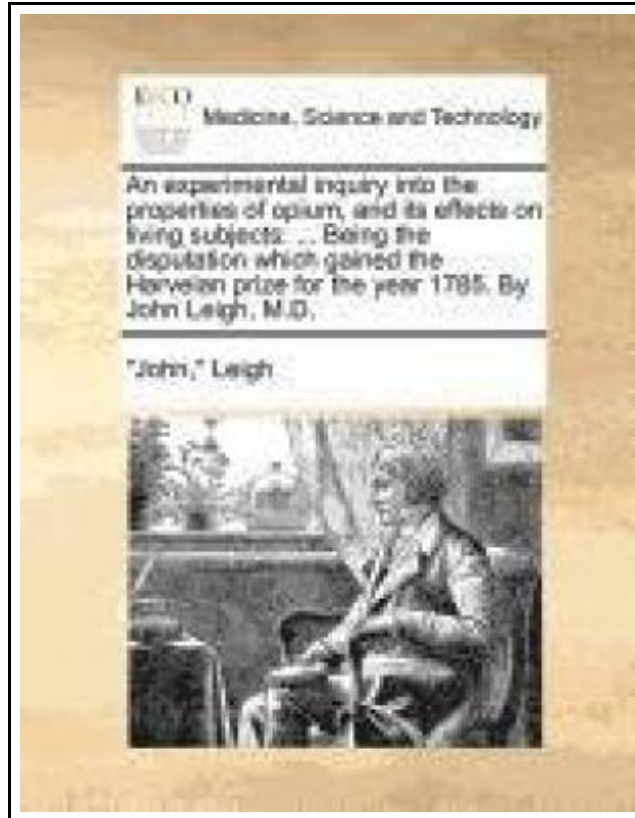 ECCO
Medicine, Science and Technology
An experimental inquiry into the
properties of opium, and its effects on
living subjects: ... Being the
disputation which gained the
Harveian prize for the year 1785. By
John Leigh, M.D.
"John," Leigh